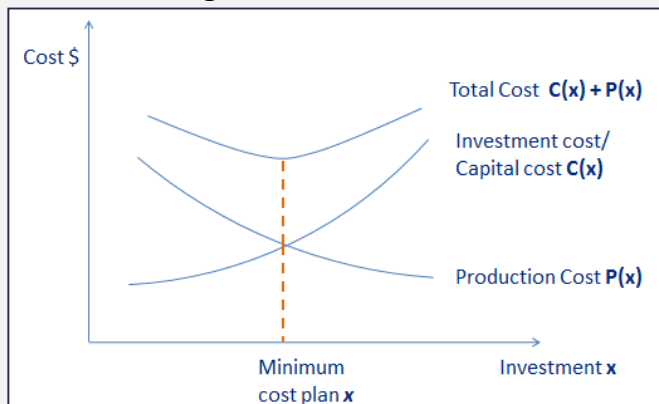 Cost $
Total Cost C(x) + P(x)
Investment cost/
Capital cost C(x)
Production Cost P(x)
Minimum
cost plan x
Investment x